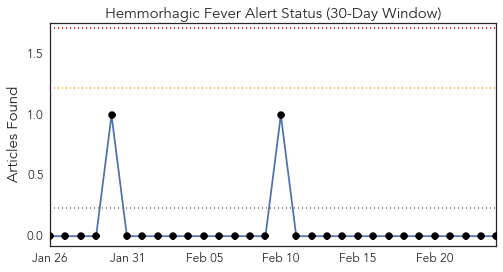 Hemmorhagic Fever Alert Status (30-Day Window)
Articles Found
1.5
1.0
0.5
0.0
Jan 26 Jan 31 Feb 05 Feb 10 Feb 15 Feb 20